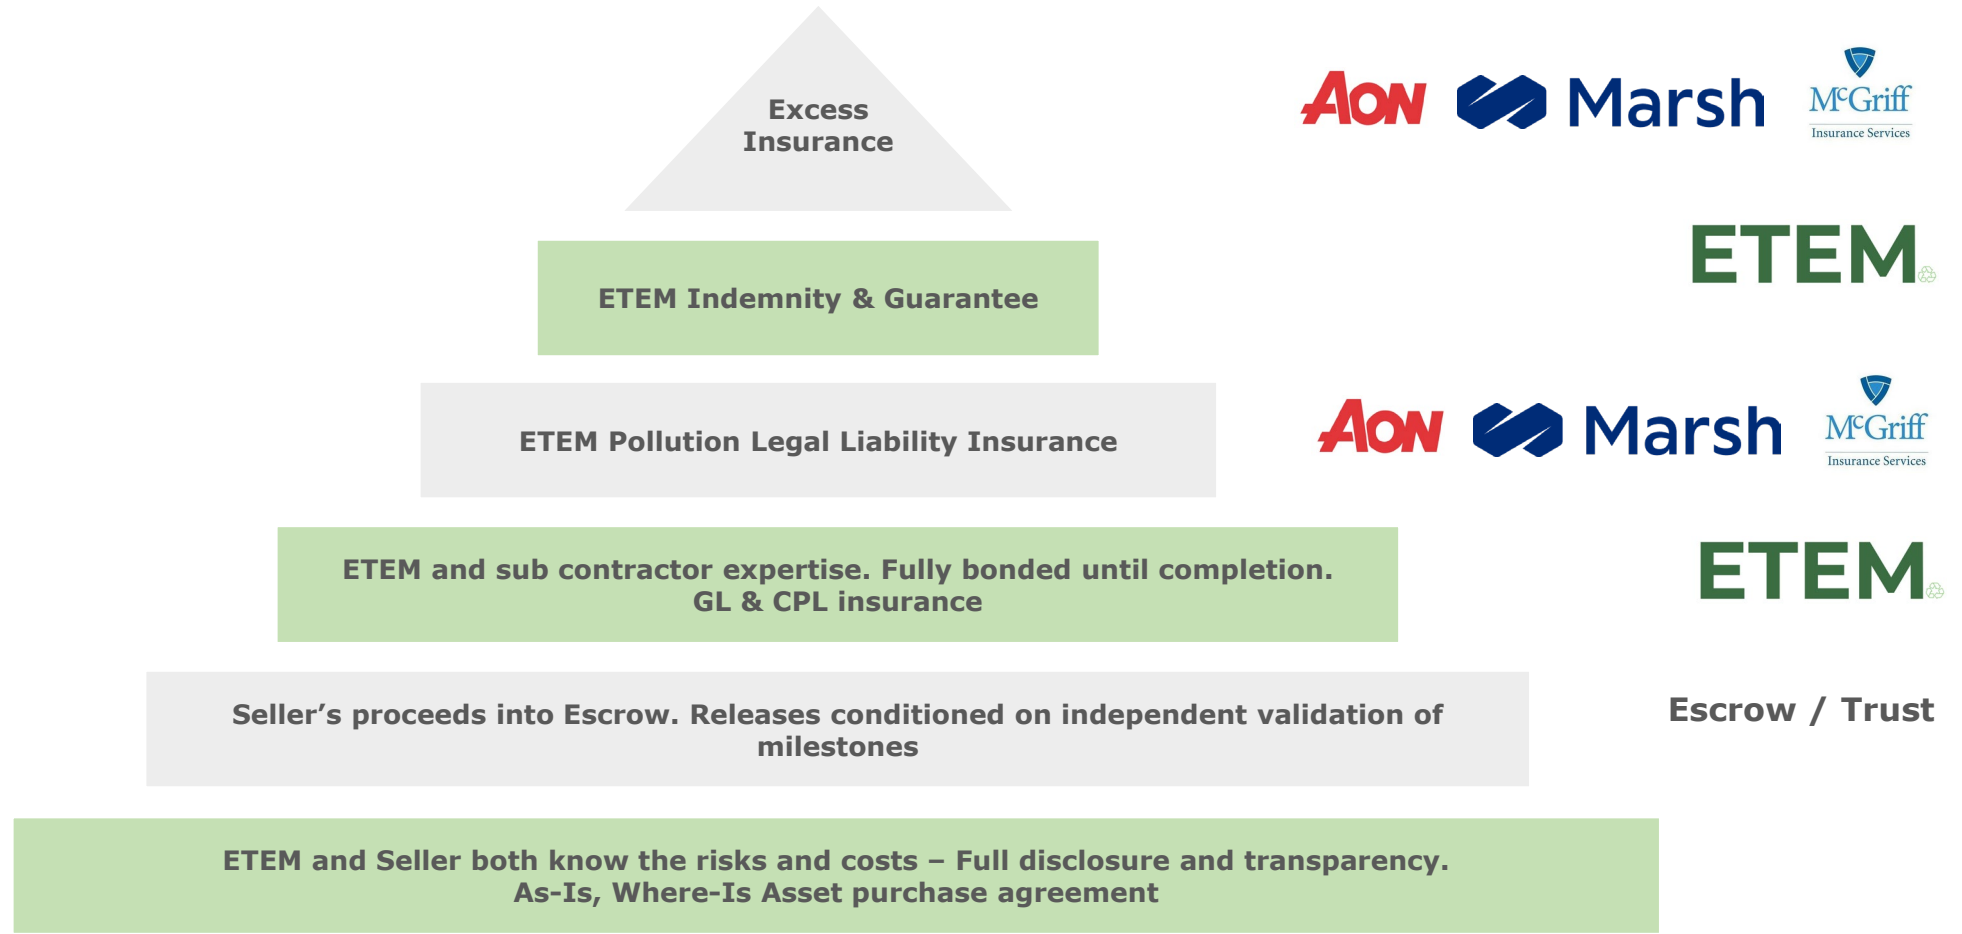 Excess
Insurance
AON
Marsh
McGriff
Insurance Services
ETEM Indemnity & Guarantee
ETEM
ETEM Pollution Legal Liability Insurance
AON
Marsh
McGriff
Insurance Services
ETEM and sub contractor expertise. Fully bonded until completion.
GL & CPL insurance
ETEM
Seller’s proceeds into Escrow. Releases conditioned on independent validation of
milestones
Escrow / Trust
ETEM and Seller both know the risks and costs – Full disclosure and transparency.
As-Is, Where-Is Asset purchase agreement